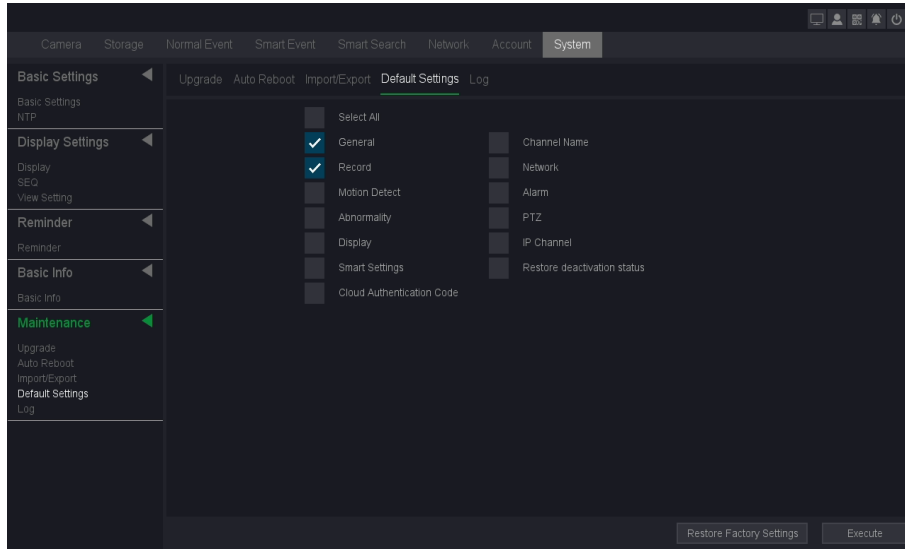 Camera Storage Normal Event Smart Event Smart Search Network Account System
Basic Settings
Basic Settings
NTP
Display Settings
Display
SEQ
View Setting
Reminder
Reminder
Basic Info
Basic Info
Maintenance
Upgrade
Auto Reboot
Import/Export
Default Settings
Log
Upgrade Auto Reboot Import/Export Default Settings Log
Select All
General Channel Name
Record Network
Motion Detect Alarm
Abnormality PTZ
Display IP Channel
Smart Settings Restore deactivation status
Cloud Authentication Code
Restore Factory Settings Execute